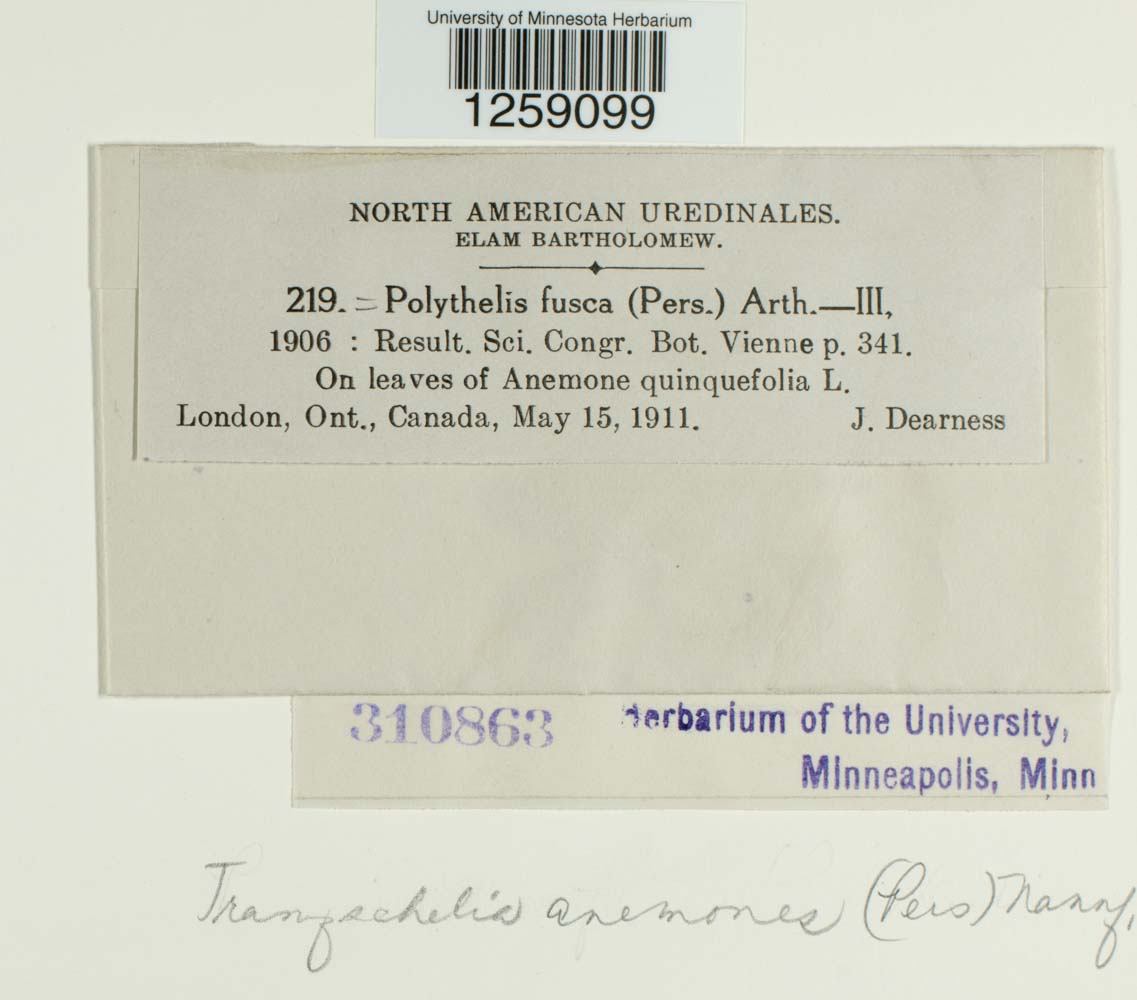 University of Minnesota Herbarium
1259099
NORTH AMERICAN UREDINALES.
ELAM BARTHOLOMEW.
219. = Polythelis fusca (Pers.) Arth.—III,
1906 : Result. Sci. Congr. Bot. Vienne p. 341.
On leaves of Anemone quinquefolia L.
London, Ont., Canada, May 15, 1911. J. Dearness
310863
Herbarium of the University,
Minneapolis, Minn
Tranzschelia anemones (Pers) Nannf.